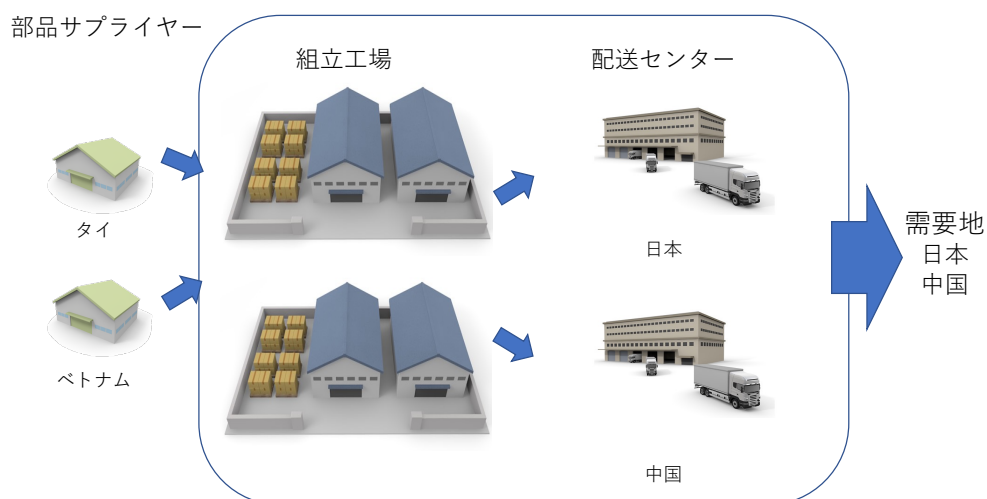 部品サプライヤー
組立工場
配送センター
タイ
日本
需要地
日本
中国
ベトナム
中国